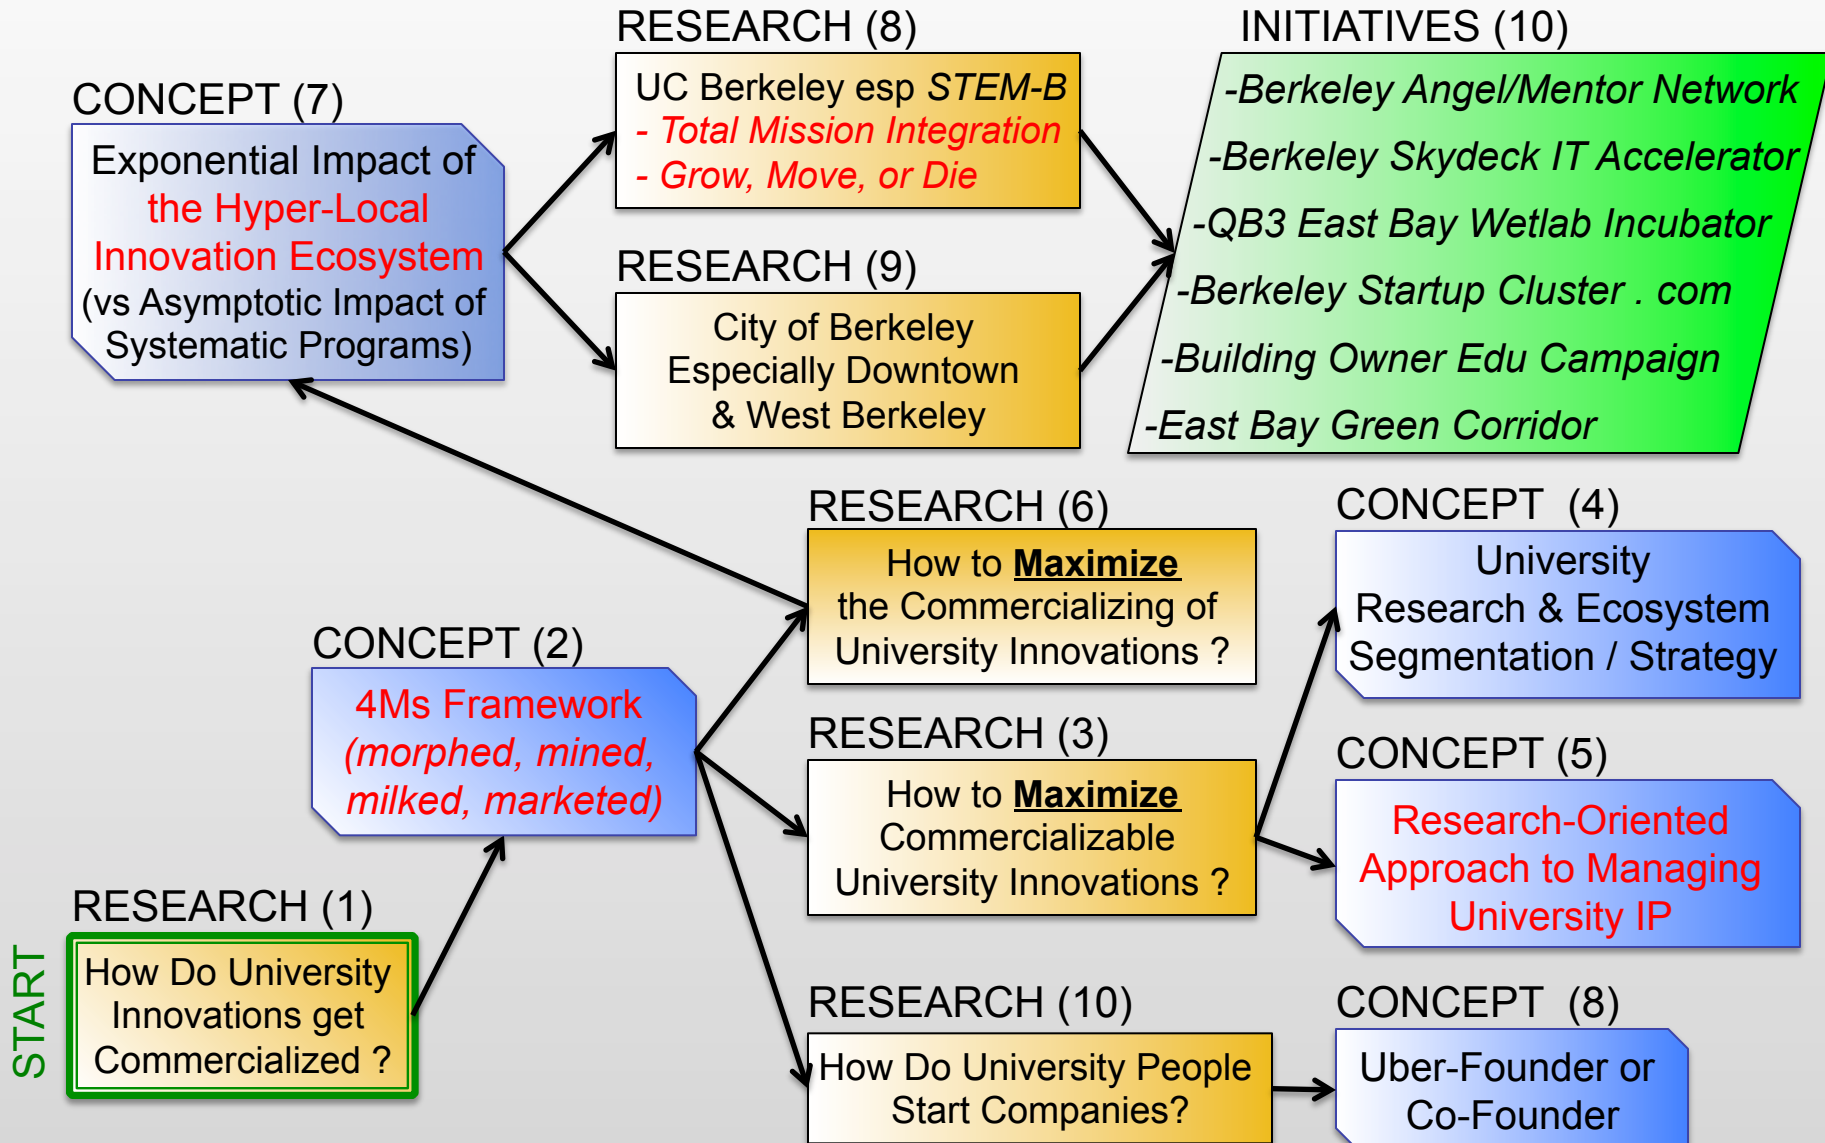 RESEARCH (8)
UC Berkeley esp STEM-B
- Total Mission Integration
- Grow, Move, or Die
INITIATIVES (10)
-Berkeley Angel/Mentor Network
-Berkeley Skydeck IT Accelerator
-QB3 East Bay Wetlab Incubator
-Berkeley Startup Cluster . com
-Building Owner Edu Campaign
-East Bay Green Corridor
CONCEPT (7)
Exponential Impact of
the Hyper-Local
Innovation Ecosystem
(vs Asymptotic Impact of
Systematic Programs)
RESEARCH (9)
City of Berkeley
Especially Downtown
& West Berkeley
RESEARCH (6)
How to Maximize
the Commercializing of
University Innovations ?
CONCEPT (4)
University
Research & Ecosystem
Segmentation / Strategy
CONCEPT (2)
4Ms Framework
(morphed, mined,
milked, marketed)
RESEARCH (3)
How to Maximize
Commercializable
University Innovations ?
CONCEPT (5)
Research-Oriented
Approach to Managing
University IP
RESEARCH (1)
START
How Do University
Innovations get
Commercialized ?
RESEARCH (10)
How Do University People
Start Companies?
CONCEPT (8)
Uber-Founder or
Co-Founder